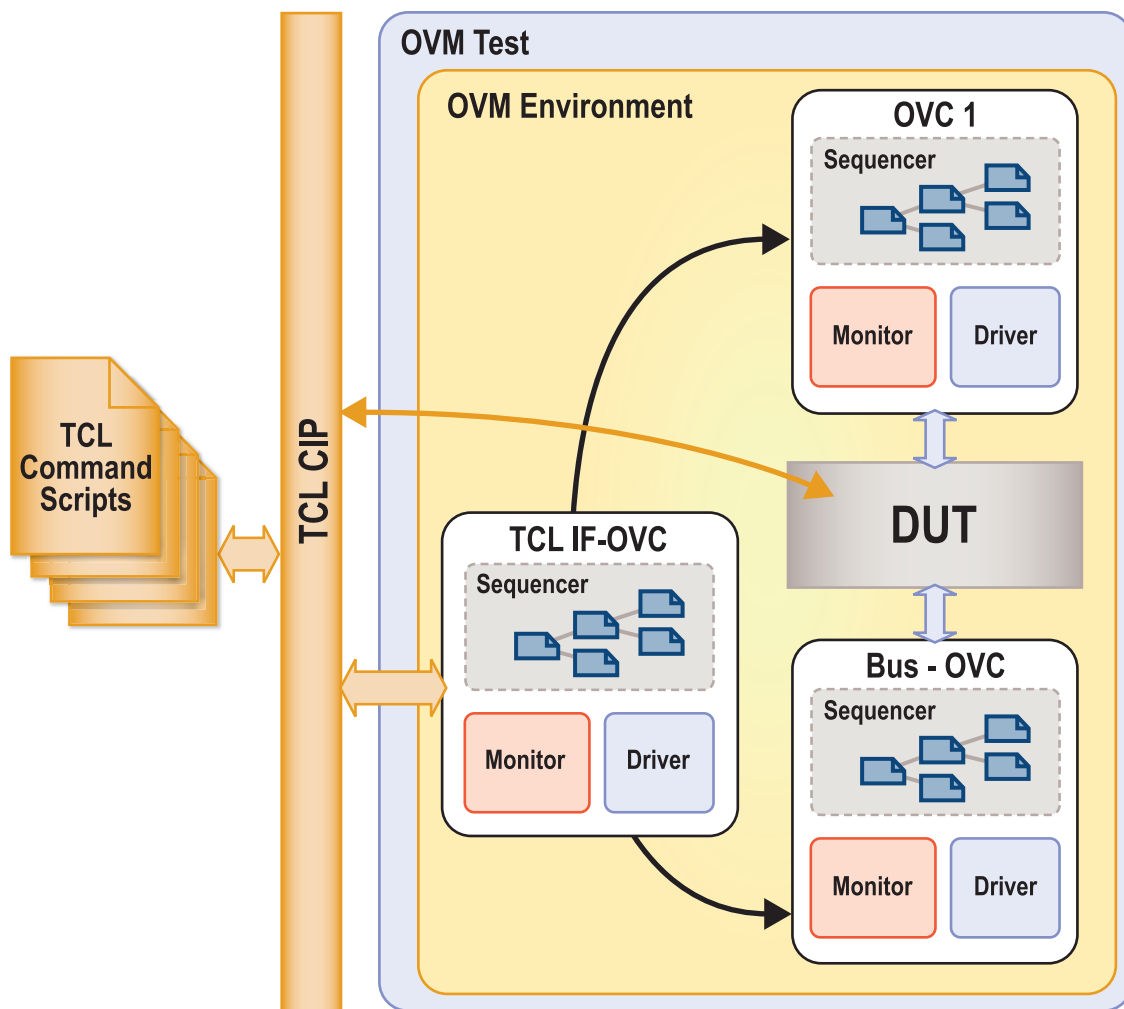 OVM Test
OVM Environment
OVC 1
Sequencer
Monitor
Driver
TCL
Command
Scripts
TCL CIP
DUT
TCL IF-OVC
Sequencer
Monitor
Driver
Bus - OVC
Sequencer
Monitor
Driver